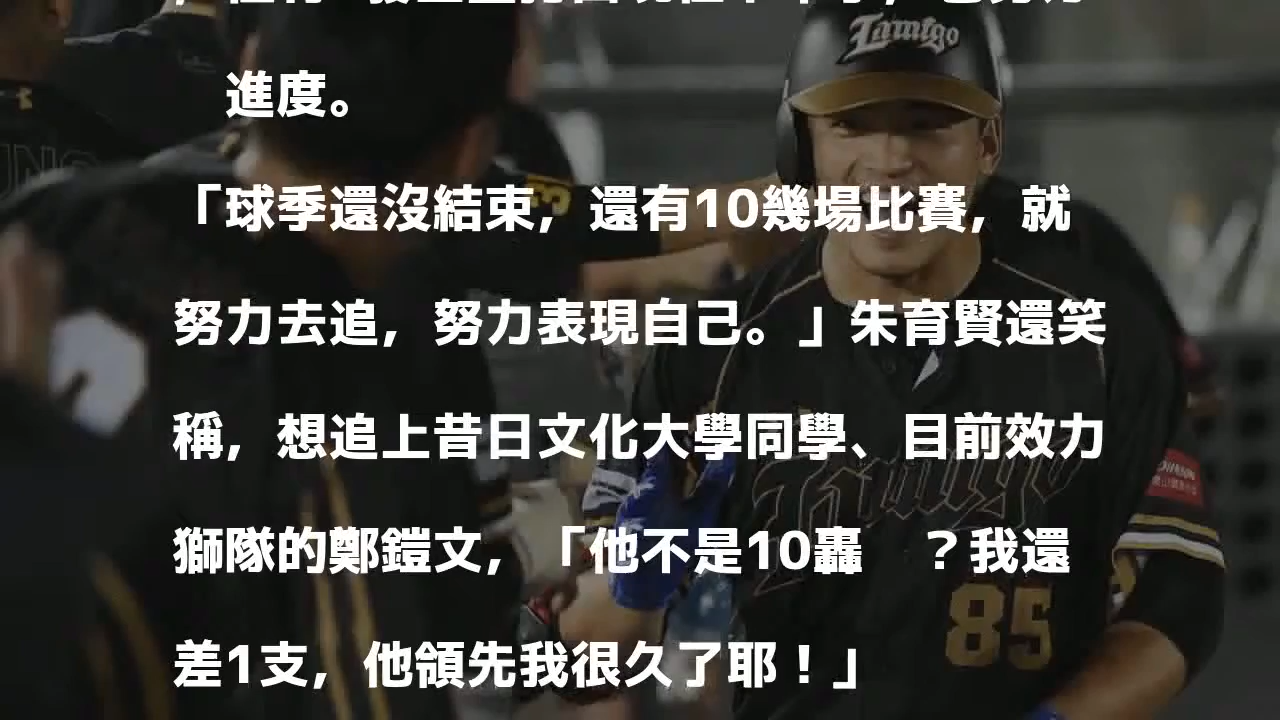 進度。
「球季還沒結束，還有10幾場比賽，就
努力去追，努力表現自己。」朱育賢還笑
稱，想追上昔日文化大學同學、目前效力
獅隊的鄭鎧文，「他不是10轟　？我還
差1支，他領先我很久了耶！」
Lamigo
Lamigo
85